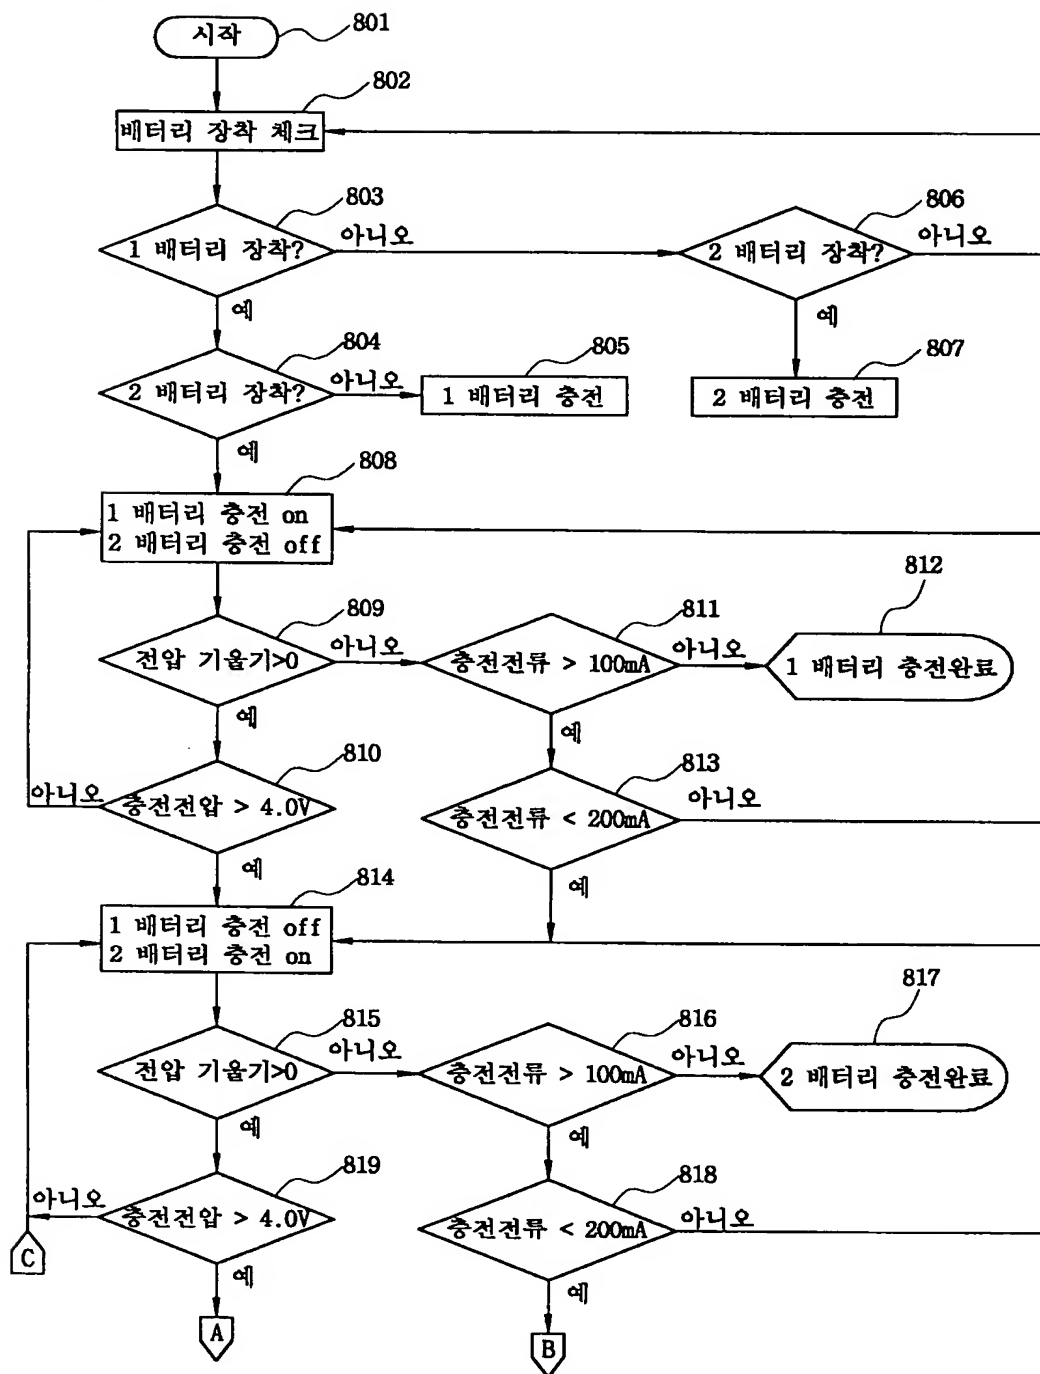 시작
801
802
배터리 장착 체크
803
1 배터리 장착?
아니오
806
2 배터리 장착?
아니오
예
예
804
2 배터리 장착?
아니오
805
1 배터리 충전
807
2 배터리 충전
예
808
1 배터리 충전 on
2 배터리 충전 off
809
전압 기울기>0
아니오
811
충전전류 > 100mA
아니오
812
1 배터리 충전완료
예
예
810
충전전압 > 4.0V
아니오
813
충전전류 < 200mA
아니오
예
예
814
1 배터리 충전 off
2 배터리 충전 on
815
전압 기울기>0
아니오
816
충전전류 > 100mA
아니오
817
2 배터리 충전완료
예
예
819
충전전압 > 4.0V
아니오
818
충전전류 < 200mA
아니오
C
예
예
A
B